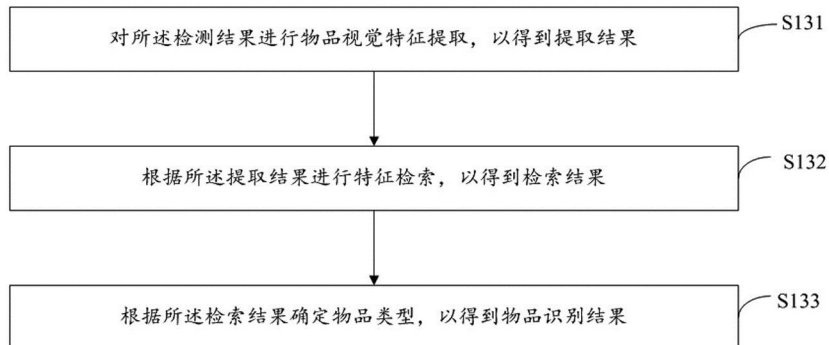 对所述检测结果进行物品视觉特征提取，以得到提取结果
S131
根据所述提取结果进行特征检索，以得到检索结果
S132
根据所述检索结果确定物品类型，以得到物品识别结果
S133